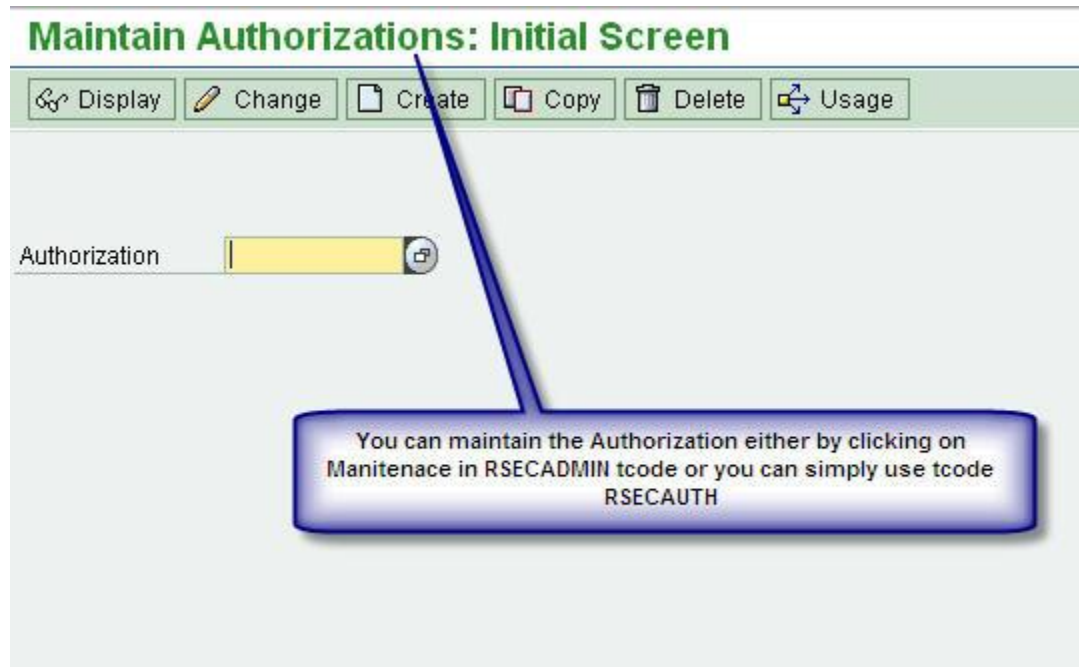 Maintain Authorizations: Initial Screen
Display Change Create Copy Delete Usage
Authorization
You can maintain the Authorization either by clicking on
Manitenace in RSECADMIN tcode or you can simply use tcode
RSECAUTH